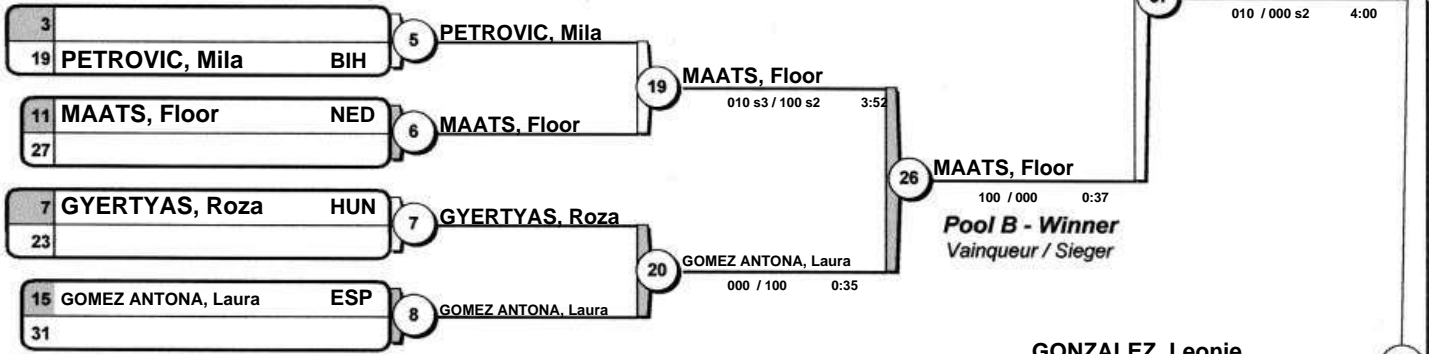 3
19 PETROVIC, Mila BIH
5
PETROVIC, Mila
11 MAATS, Floor NED
27
6
MAATS, Floor
19
MAATS, Floor
010 s3 / 100 s2 3:52
7 GYERTYAS, Roza HUN
23
7
GYERTYAS, Roza
15 GOMEZ ANTONA, Laura ESP
31
8
GOMEZ ANTONA, Laura
20
GOMEZ ANTONA, Laura
000 / 100 0:35
26
MAATS, Floor
100 / 000 0:37
Pool B - Winner
Vainqueur / Sieger
010 / 000 s2 4:00
GONZALEZ, Leonie